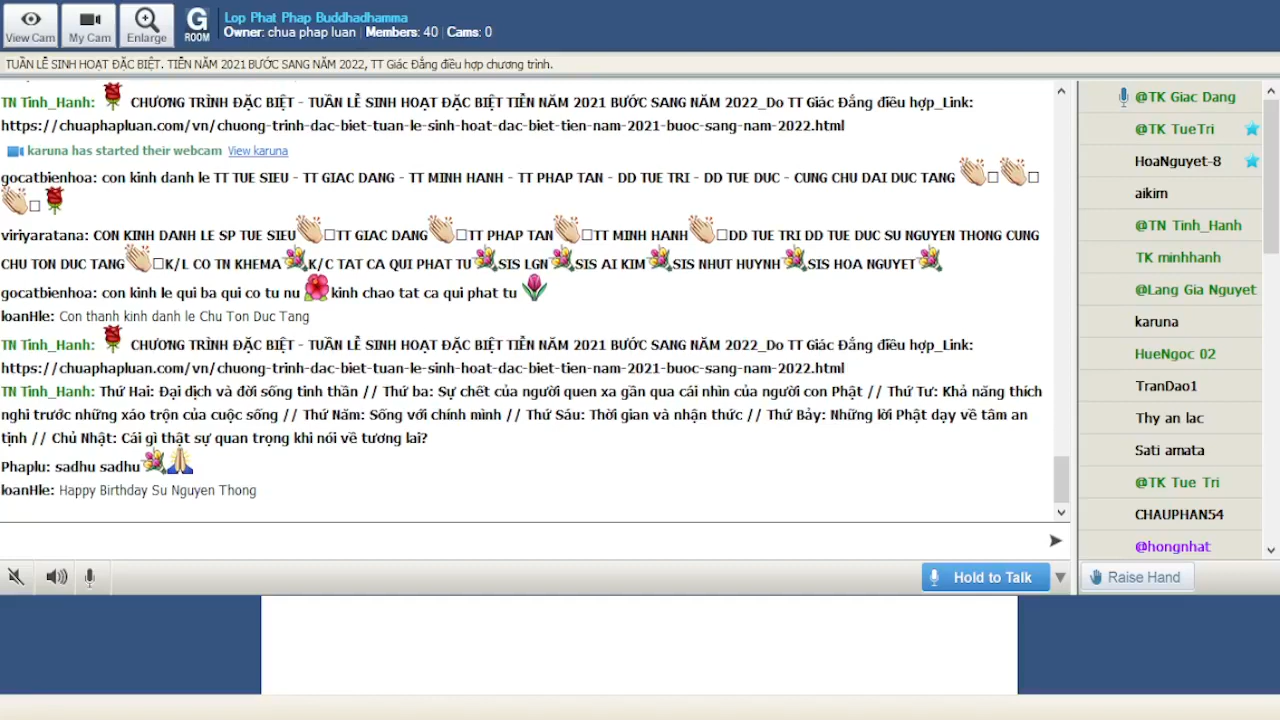 View Cam
My Cam
Enlarge
G
ROOM
Lop Phat Phap Buddhadhamma
Owner: chua phap luan | Members: 40 | Cams: 0
TUẦN LỄ SINH HOẠT ĐẶC BIỆT. TIỄN NĂM 2021 BƯỚC SANG NĂM 2022, TT Giác Đẳng điều hợp chương trình.
TN Tinh_Hanh: CHƯƠNG TRÌNH ĐẶC BIỆT - TUẦN LỄ SINH HOẠT ĐẶC BIỆT TIỄN NĂM 2021 BƯỚC SANG NĂM 2022_Do TT Giác Đẳng điều hợp_Link:
https://chuaphapluan.com/vn/chuong-trinh-dac-biet-tuan-le-sinh-hoat-dac-biet-tien-nam-2021-buoc-sang-nam-2022.html
karuna has started their webcam View karuna
gocatbienhoa: con kinh danh le TT TUE SIEU - TT GIAC DANG - TT MINH HANH - TT PHAP TAN - DD TUE TRI - DD TUE DUC - CUNG CHU DAI DUC TANG
viriyaratana: CON KINH DANH LE SP TUE SIEU TT GIAC DANG TT PHAP TAN TT MINH HANH DD TUE TRI DD TUE DUC SU NGUYEN THONG CUNG
CHU TON DUC TANG K/L CO TN KHEMA K/C TAT CA QUI PHAT TU SIS LGN SIS AI KIM SIS NHUT HUYNH SIS HOA NGUYET
gocatbienhoa: con kinh le qui ba qui co tu nu kinh chao tat ca qui phat tu
loanHle: Con thanh kinh danh le Chu Ton Duc Tang
TN Tinh_Hanh: CHƯƠNG TRÌNH ĐẶC BIỆT - TUẦN LỄ SINH HOẠT ĐẶC BIỆT TIỄN NĂM 2021 BƯỚC SANG NĂM 2022_Do TT Giác Đẳng điều hợp_Link:
https://chuaphapluan.com/vn/chuong-trinh-dac-biet-tuan-le-sinh-hoat-dac-biet-tien-nam-2021-buoc-sang-nam-2022.html
TN Tinh_Hanh: Thứ Hai: Đại dịch và đời sống tinh thần // Thứ ba: Sự chết của người quen xa gần qua cái nhìn của người con Phật // Thứ Tư: Khả năng thích
nghi trước những xáo trộn của cuộc sống // Thứ Năm: Sống với chính mình // Thứ Sáu: Thời gian và nhận thức // Thứ Bảy: Những lời Phật dạy về tâm an
tịnh // Chủ Nhật: Cái gì thật sự quan trọng khi nói về tương lai?
Phaplu: sadhu sadhu
loanHle: Happy Birthday Su Nguyen Thong
Hold to Talk
@TK Giac Dang
@TK TueTri
HoaNguyet-8
aikim
@TN Tinh_Hanh
TK minhhanh
@Lang Gia Nguyet
karuna
HueNgoc 02
TranDao1
Thy an lac
Sati amata
@TK Tue Tri
CHAUPHAN54
@hongnhat
Raise Hand